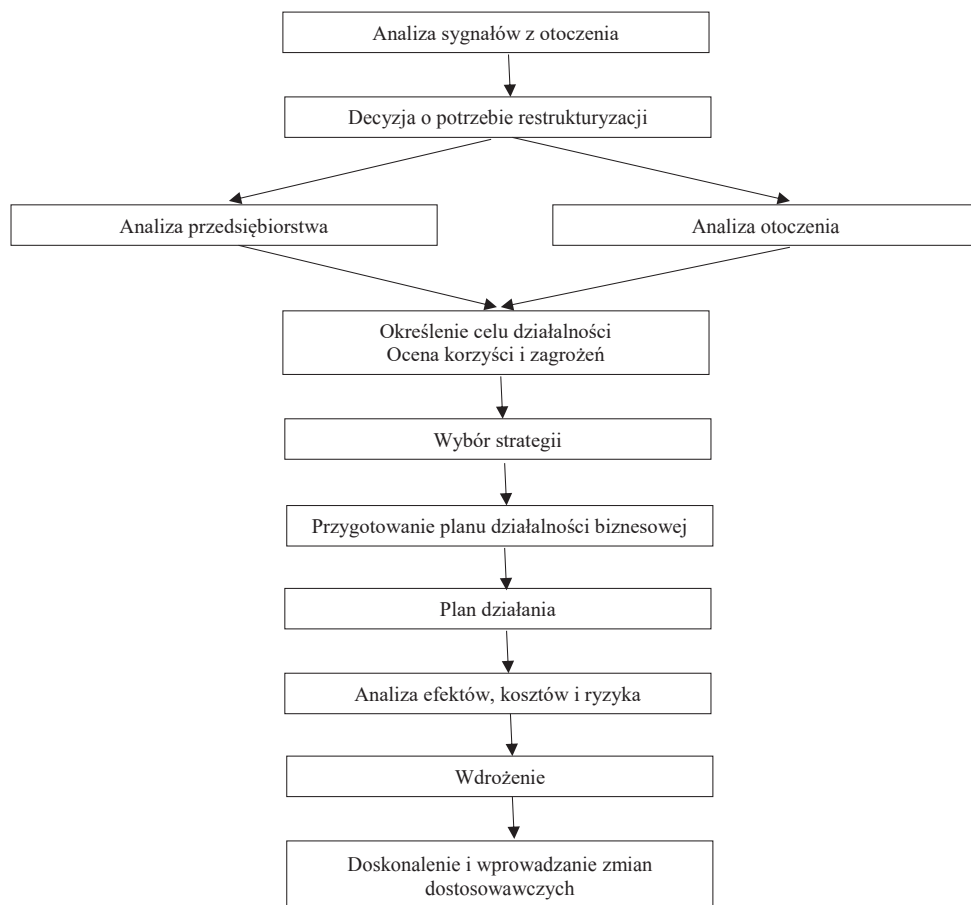 Analiza sygnałów z otoczenia
Decyzja o potrzebie restrukturyzacji
Analiza przedsiębiorstwa
Analiza otoczenia
Określenie celu działalności
Ocena korzyści i zagrożeń
Wybór strategii
Przygotowanie planu działalności biznesowej
Plan działania
Analiza efektów, kosztów i ryzyka
Wdrożenie
Doskonalenie i wprowadzanie zmian
dostosowawczych